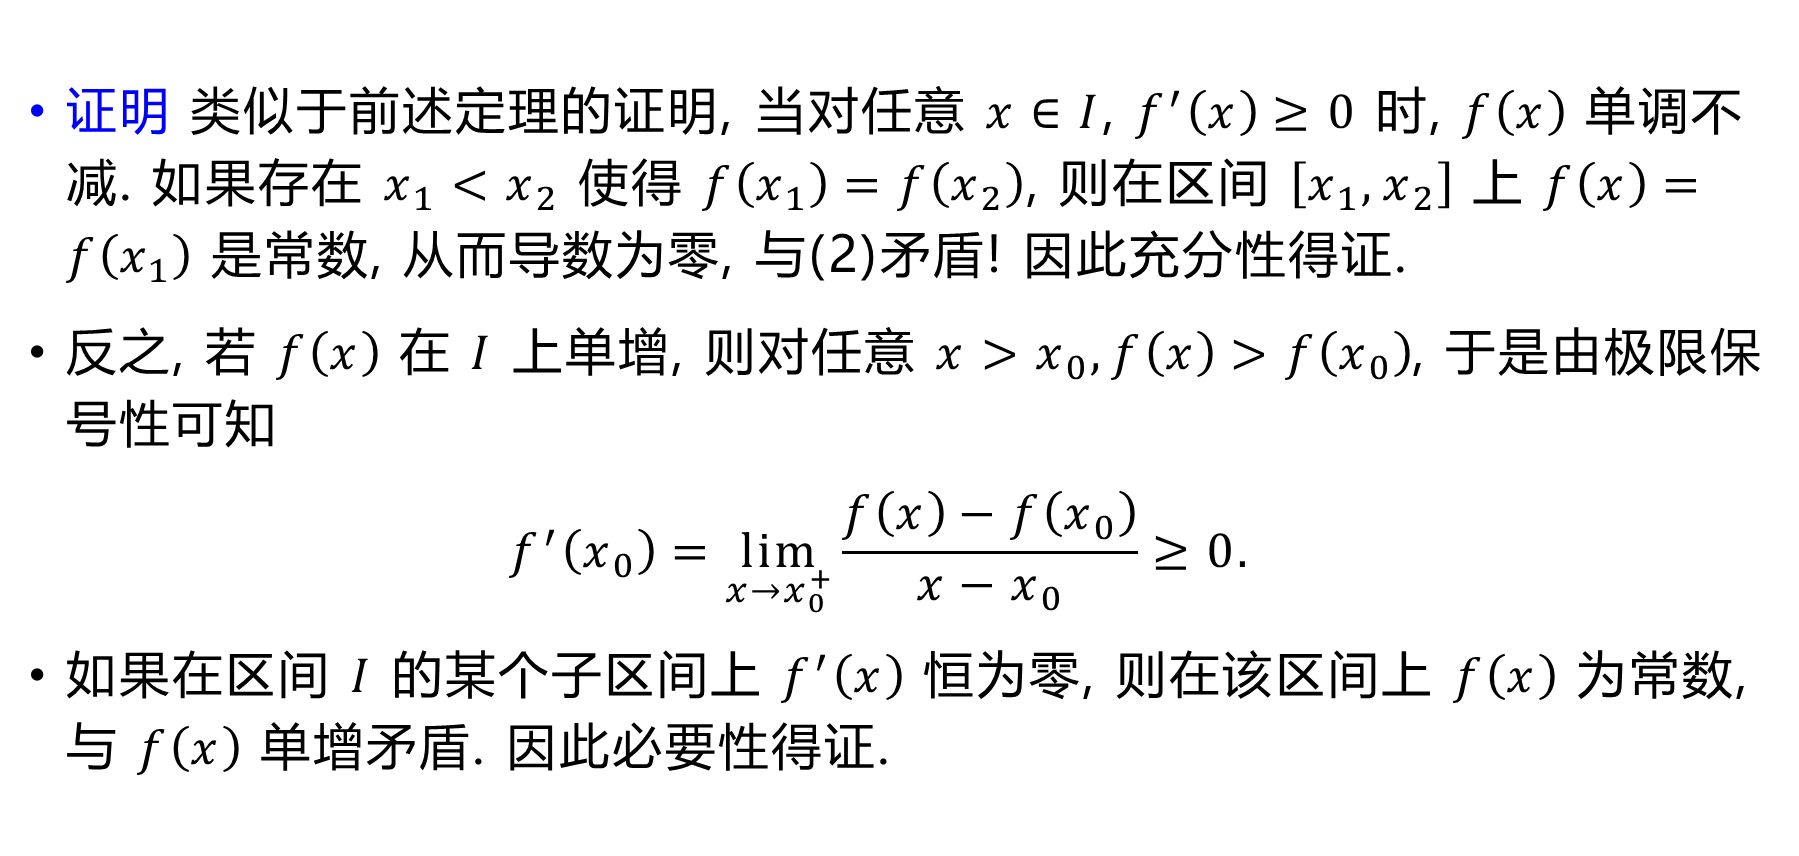 • 证明 类似于前述定理的证明, 当对任意 x ∈ I, f′(x) ≥ 0 时, f(x) 单调不
减. 如果存在 x₁ < x₂ 使得 f(x₁) = f(x₂), 则在区间 [x₁, x₂] 上 f(x) =
f(x₁) 是常数, 从而导数为零, 与(2)矛盾! 因此充分性得证.
• 反之, 若 f(x) 在 I 上单增, 则对任意 x > x₀, f(x) > f(x₀), 于是由极限保
号性可知
f′(x₀) = lim_{x→x₀⁺} (f(x) − f(x₀))/(x − x₀) ≥ 0.
• 如果在区间 I 的某个子区间上 f′(x) 恒为零, 则在该区间上 f(x) 为常数,
与 f(x) 单增矛盾. 因此必要性得证.